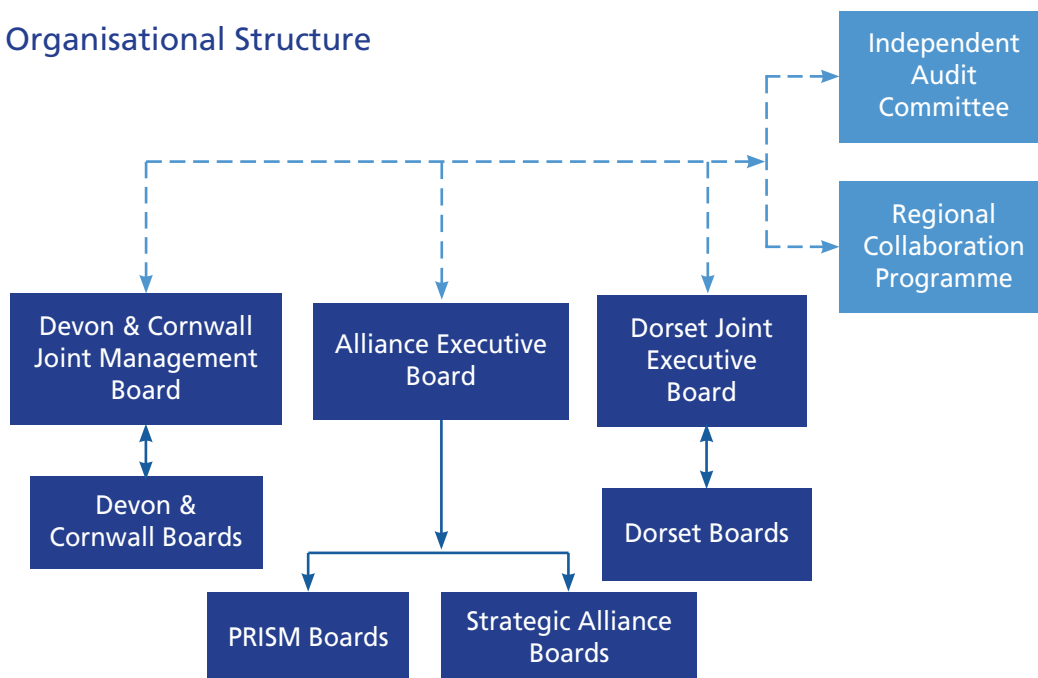 Organisational Structure
Independent
Audit
Committee
Regional
Collaboration
Programme
Devon & Cornwall
Joint Management
Board
Alliance Executive
Board
Dorset Joint
Executive
Board
Devon &
Cornwall Boards
Dorset Boards
PRISM Boards
Strategic Alliance
Boards